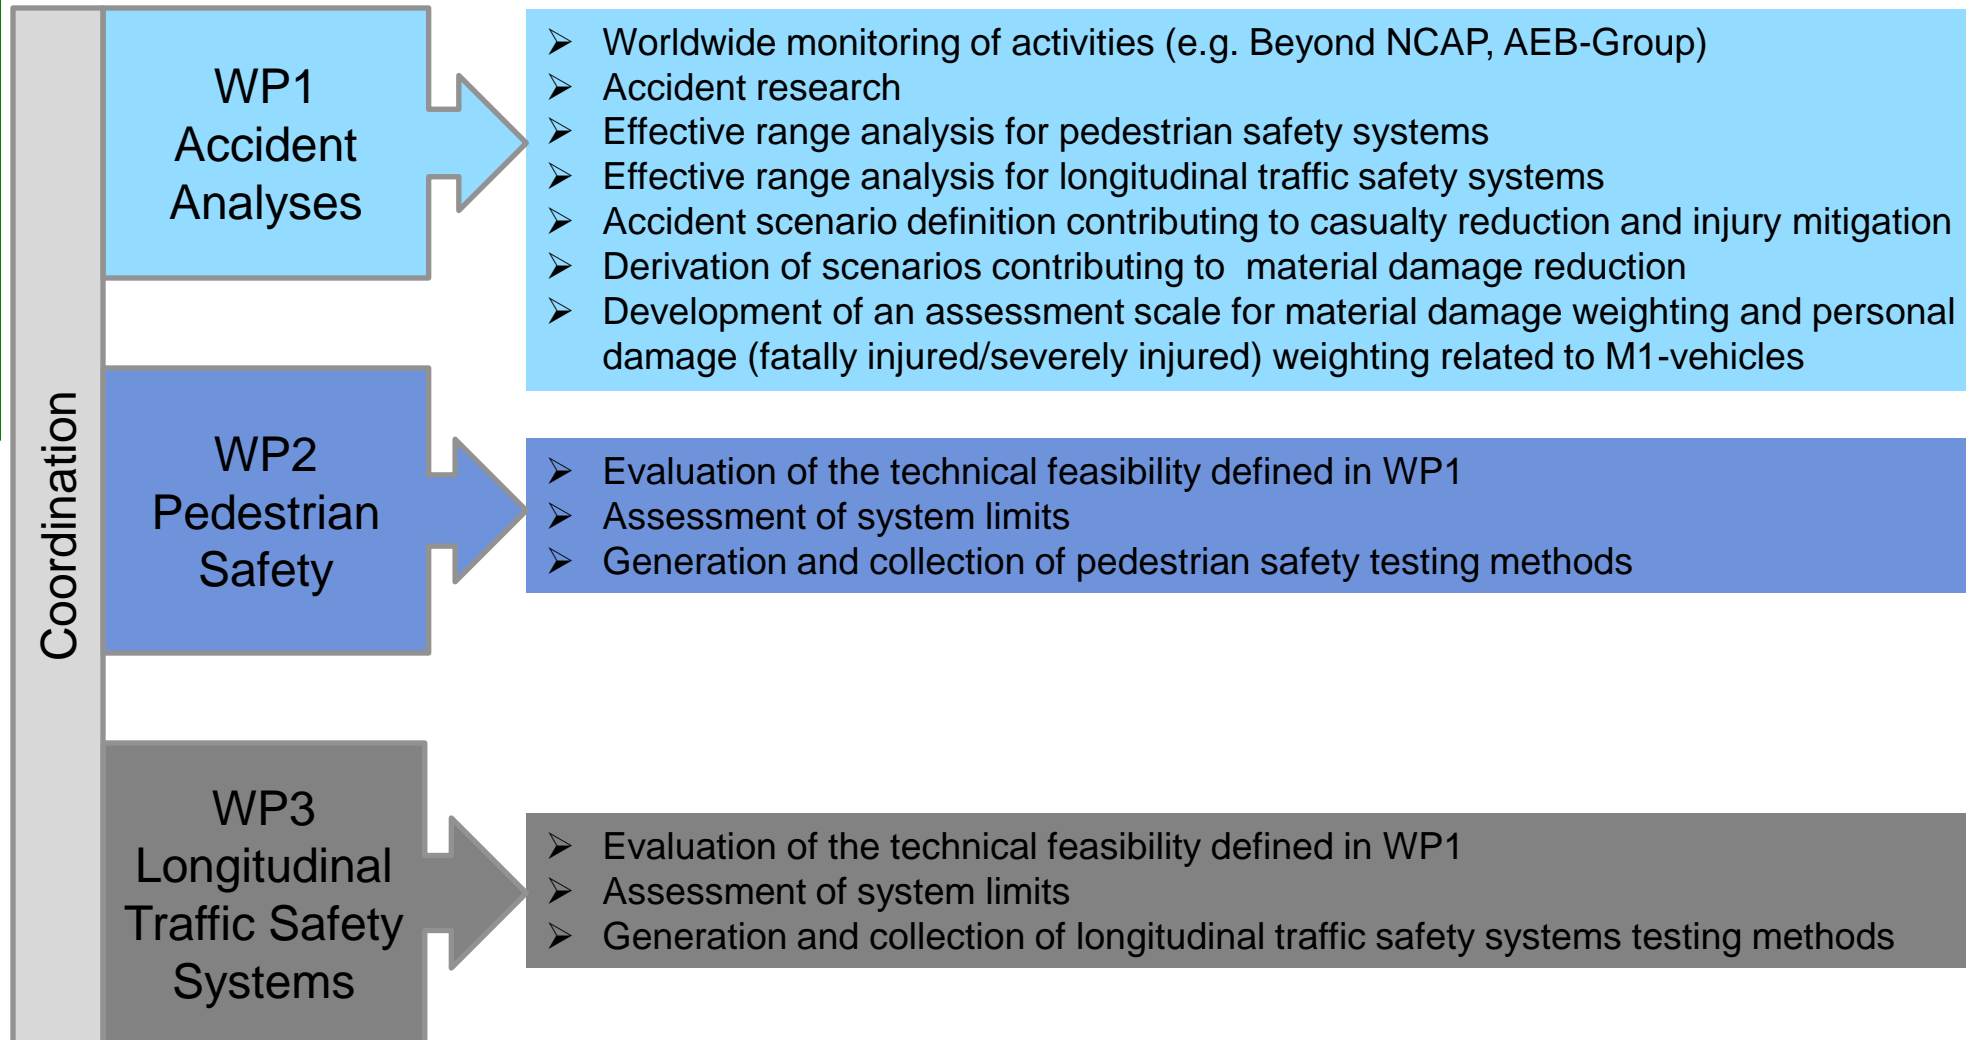 Coordination
WP1
Accident
Analyses
➢ Worldwide monitoring of activities (e.g. Beyond NCAP, AEB-Group)
➢ Accident research
➢ Effective range analysis for pedestrian safety systems
➢ Effective range analysis for longitudinal traffic safety systems
➢ Accident scenario definition contributing to casualty reduction and injury mitigation
➢ Derivation of scenarios contributing to  material damage reduction
➢ Development of an assessment scale for material damage weighting and personal
damage (fatally injured/severely injured) weighting related to M1-vehicles
WP2
Pedestrian
Safety
➢ Evaluation of the technical feasibility defined in WP1
➢ Assessment of system limits
➢ Generation and collection of pedestrian safety testing methods
WP3
Longitudinal
Traffic Safety
Systems
➢ Evaluation of the technical feasibility defined in WP1
➢ Assessment of system limits
➢ Generation and collection of longitudinal traffic safety systems testing methods